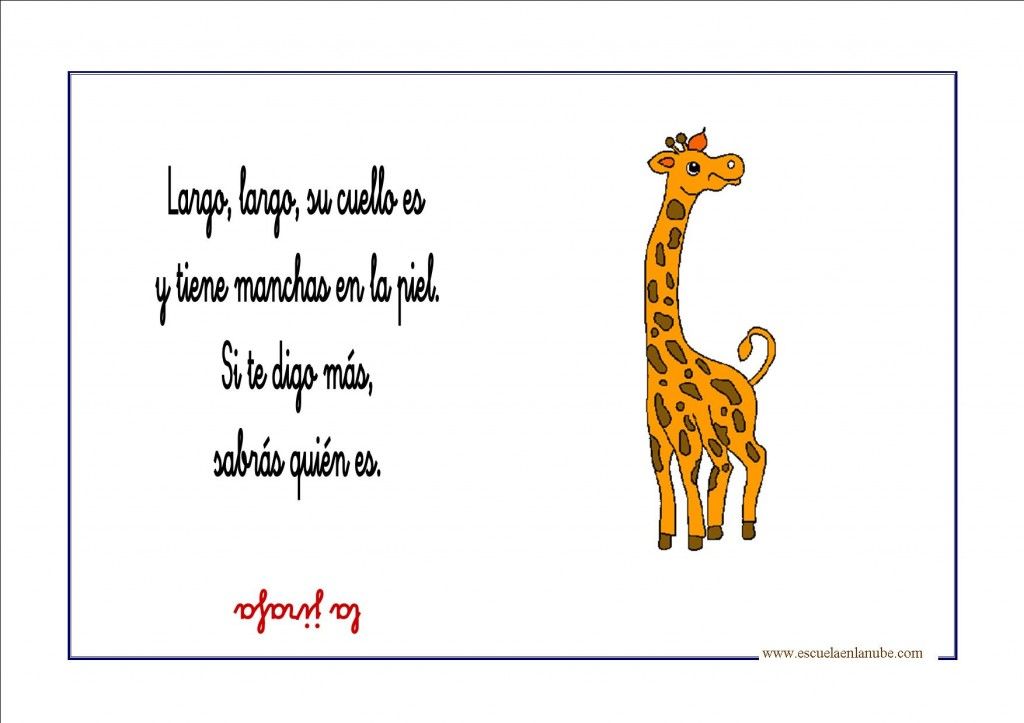 Largo, largo, su cuello es
y tiene manchas en la piel.
Si te digo más,
sabrás quién es.
la jirafa
www.escuelaenlanube.com